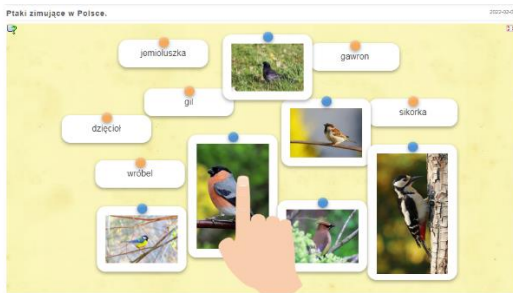 Ptaki zimujące w Polsce.
jemiołuszka
gawron
gil
sikorka
dzięcioł
wróbel